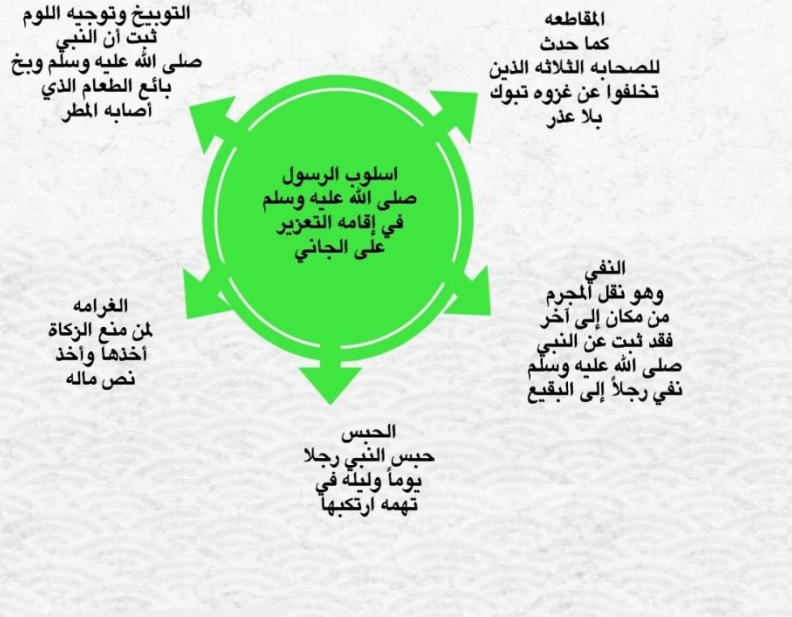 اسلوب الرسول
صلى الله عليه وسلم
في إقامه التعزير
على الجاني
المقاطعه
كما حدث
للصحابه الثلاثه الذين
تخلفوا عن غزوه تبوك
بلا عذر
النفي
وهو نقل المجرم
من مكان إلى آخر
فقد ثبت عن النبي
صلى الله عليه وسلم
نفي رجلاً إلى البقيع
الحبس
حبس النبي رجلا
يوماً وليله في
تهمه ارتكبها
الغرامه
لمن منع الزكاة
أخذها وأخذ
نص ماله
التوبيخ وتوجيه اللوم
ثبت أن النبي
صلى الله عليه وسلم وبخ
بائع الطعام الذي
أصابه المطر